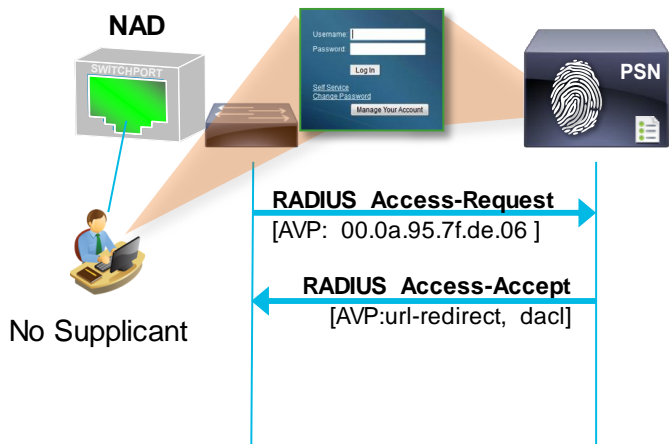 NAD
SWITCHPORT
Username:
Password:
Log In
Self Service
Change Password
Manage Your Account
PSN
RADIUS Access-Request
[AVP: 00.0a.95.7f.de.06 ]
RADIUS Access-Accept
[AVP:url-redirect, dacl]
No Supplicant